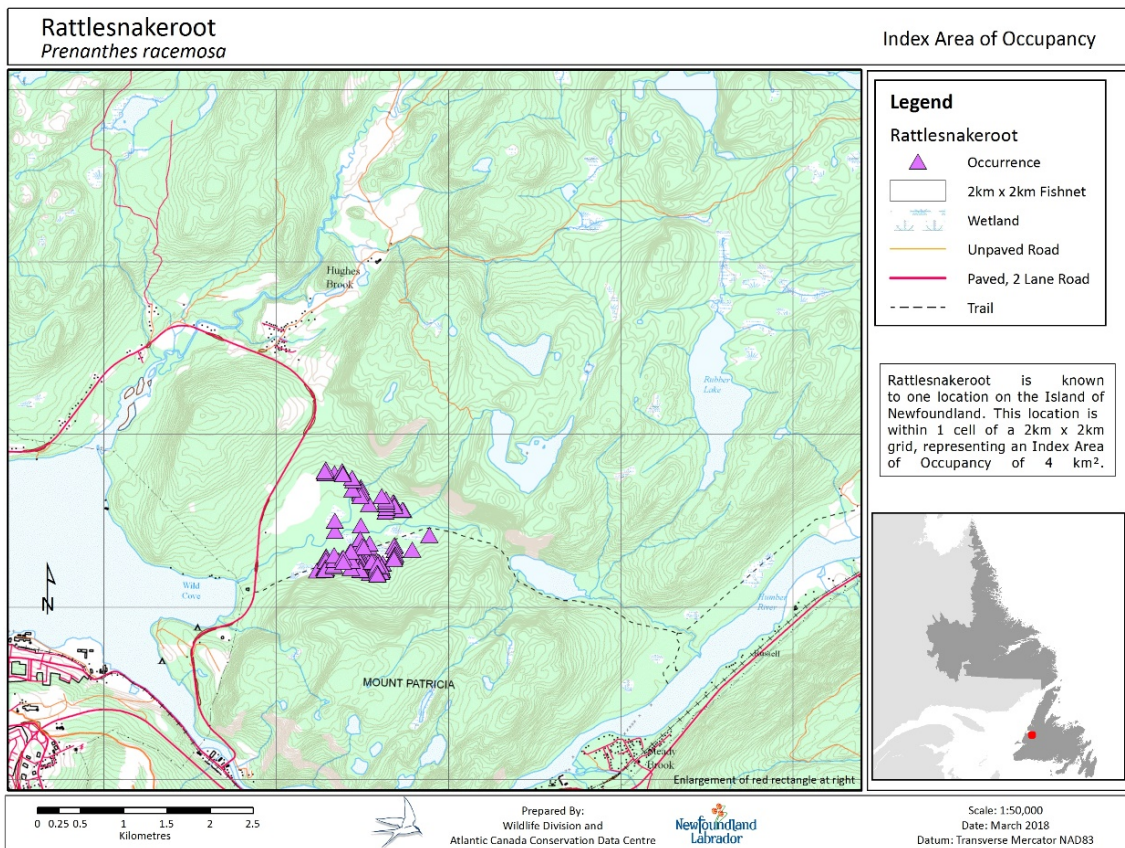 Rattlesnakeroot
Prenanthes racemosa
Index Area of Occupancy
Hughes
Brook
Rubber
Lake
Wild
Cove
Humber
River
Russell
MOUNT PATRICIA
Steady
Brook
N
Enlargement of red rectangle at right
Legend
Rattlesnakeroot
Occurrence
2km x 2km Fishnet
Wetland
Unpaved Road
Paved, 2 Lane Road
Trail
Rattlesnakeroot is known
to one location on the Island of
Newfoundland. This location is
within 1 cell of a 2km x 2km
grid, representing an Index Area
of Occupancy of 4 km².
0 0.25 0.5 1 1.5 2 2.5
Kilometres
Prepared By:
Wildlife Division and
Atlantic Canada Conservation Data Centre
Newfoundland
Labrador
Scale: 1:50,000
Date: March 2018
Datum: Transverse Mercator NAD83